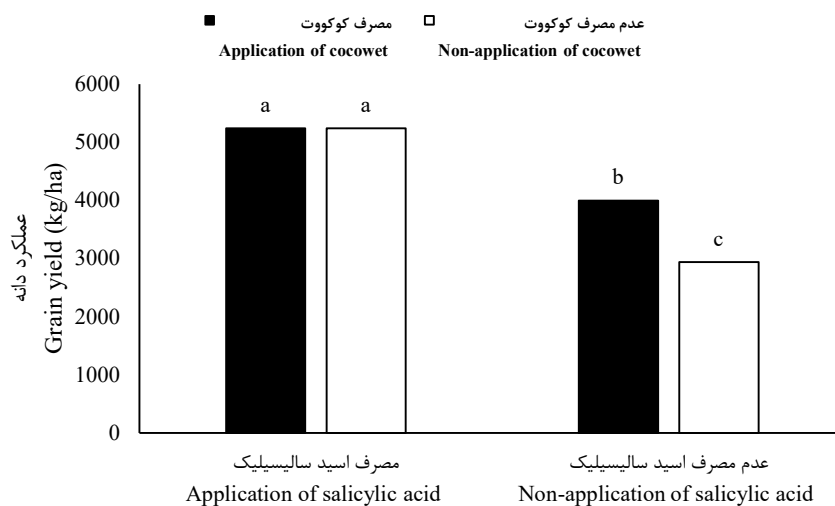 مصرف کوکووت
عدم مصرف کوکووت
Application of cocowet
Non-application of cocowet
عملکرد دانه
Grain yield (kg/ha)
6000
5000
4000
3000
2000
1000
0
a
a
b
c
مصرف اسید سالیسیلیک
عدم مصرف اسید سالیسیلیک
Application of salicylic acid
Non-application of salicylic acid